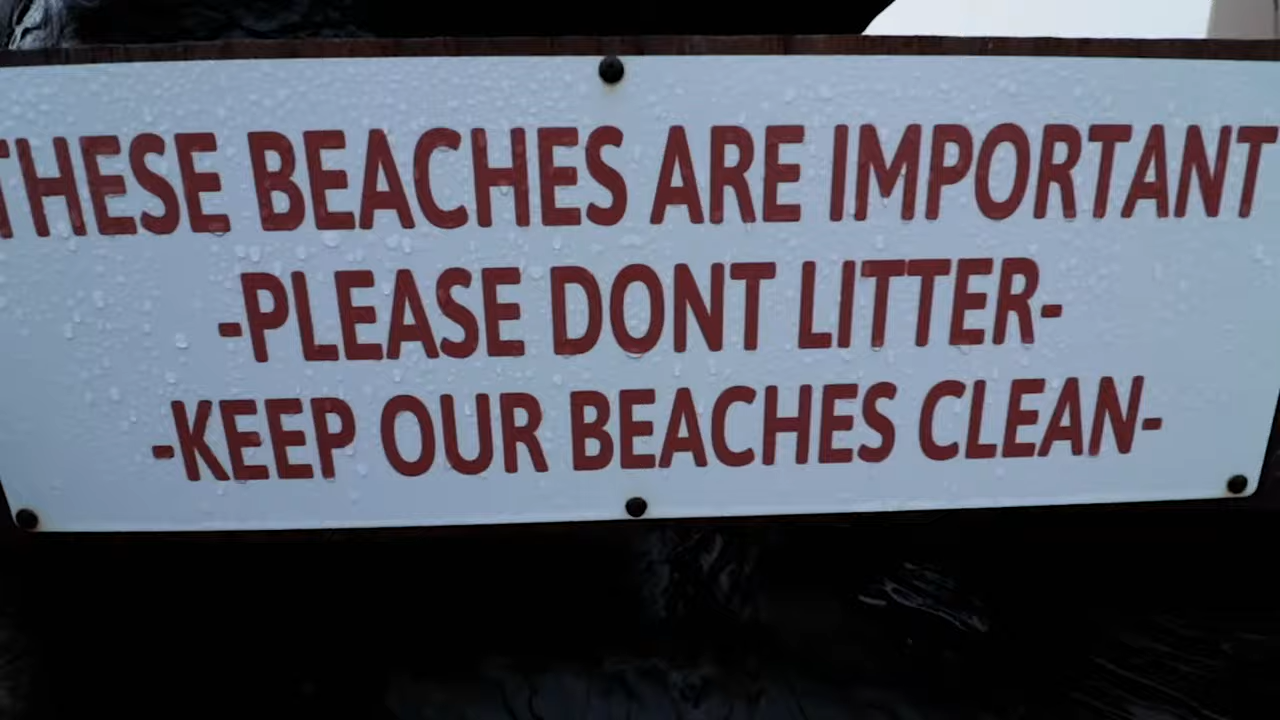 THESE BEACHES ARE IMPORTANT
-PLEASE DONT LITTER-
-KEEP OUR BEACHES CLEAN-